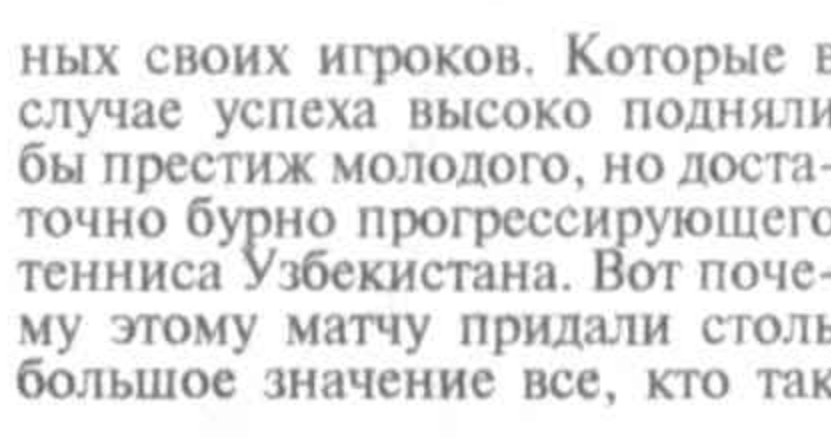 ных своих игроков. Которые в
случае успеха высоко подняли
бы престиж молодого, но доста-
точно бурно прогрессирующего
тенниса Узбекистана. Вот поче-
му этому матчу придали столь
большое значение все, кто так